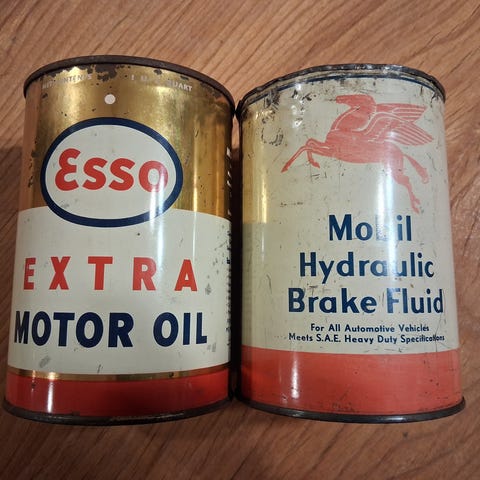 Esso
EXTRA
MOTOR OIL
Mobil
Hydraulic
Brake Fluid
For All Automotive Vehicles
Meets S.A.E. Heavy Duty Specifications